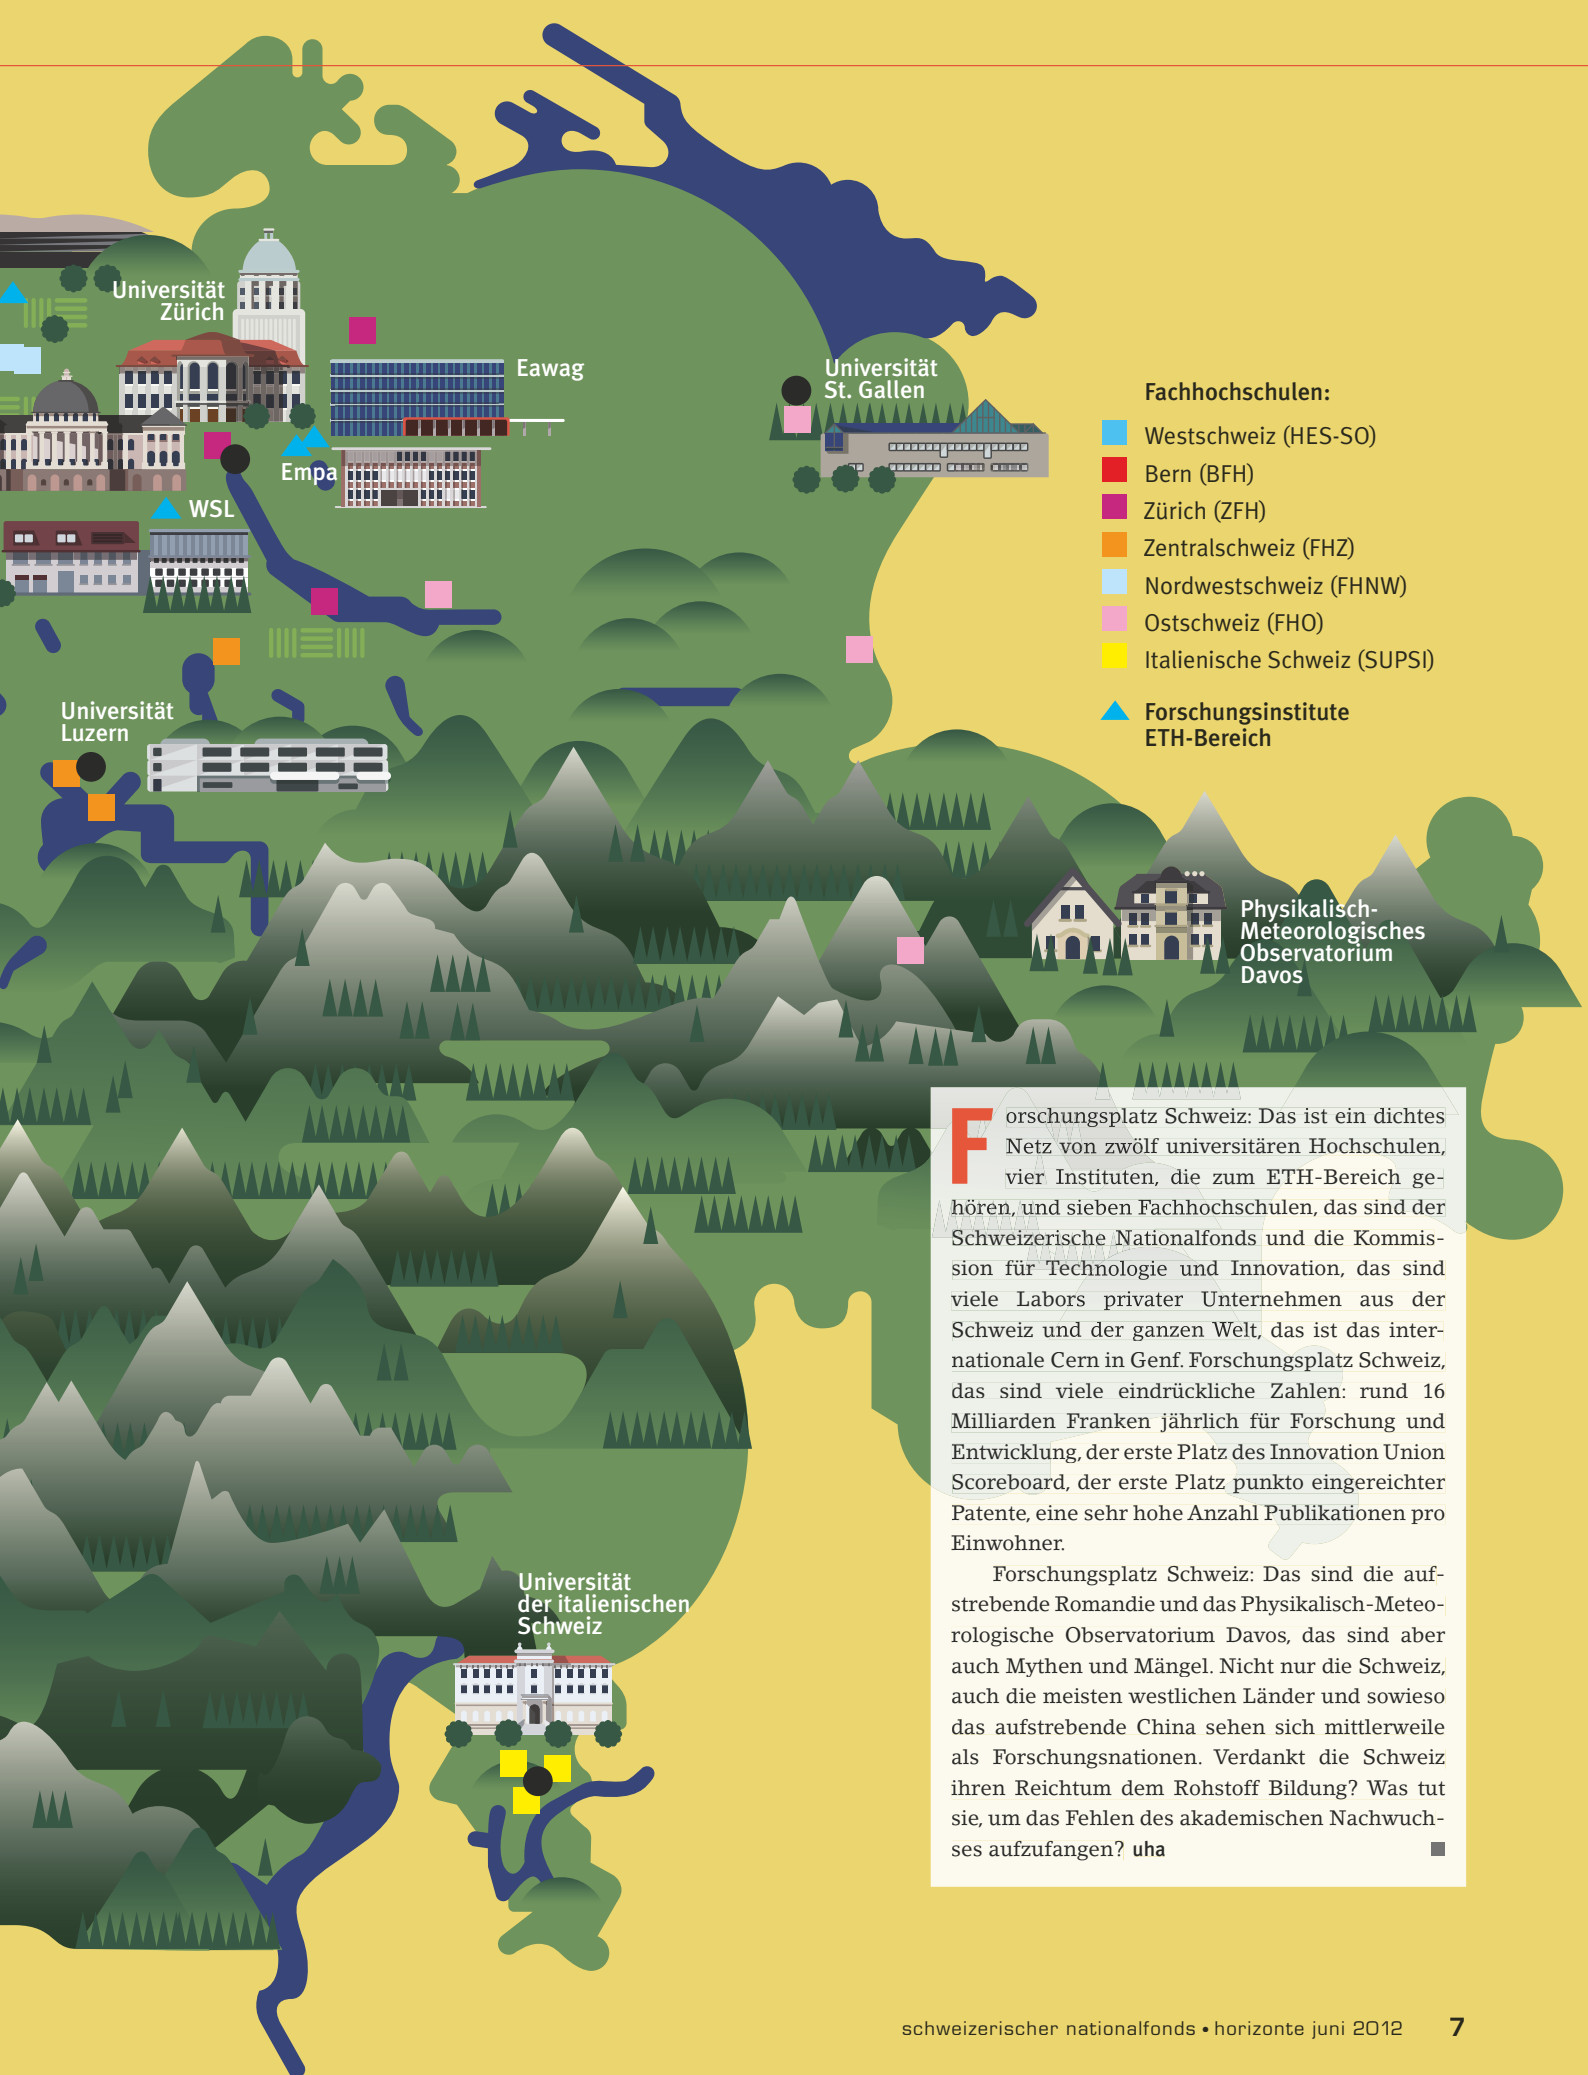 Universität
Zürich
Eawag
Universität
St. Gallen
Empa
WSL
Universität
Luzern
Fachhochschulen:
Westschweiz (HES-SO)
Bern (BFH)
Zürich (ZFH)
Zentralschweiz (FHZ)
Nordwestschweiz (FHNW)
Ostschweiz (FHO)
Italienische Schweiz (SUPSI)
Forschungsinstitute
ETH-Bereich
Physikalisch-
Meteorologisches
Observatorium
Davos
Universität
der italienischen
Schweiz
Forschungsplatz Schweiz: Das ist ein dichtes
Netz von zwölf universitären Hochschulen,
vier Instituten, die zum ETH-Bereich ge-
hören, und sieben Fachhochschulen, das sind der
Schweizerische Nationalfonds und die Kommis-
sion für Technologie und Innovation, das sind
viele Labors privater Unternehmen aus der
Schweiz und der ganzen Welt, das ist das inter-
nationale Cern in Genf. Forschungsplatz Schweiz,
das sind viele eindrückliche Zahlen: rund 16
Milliarden Franken jährlich für Forschung und
Entwicklung, der erste Platz des Innovation Union
Scoreboard, der erste Platz punkto eingereichter
Patente, eine sehr hohe Anzahl Publikationen pro
Einwohner.
Forschungsplatz Schweiz: Das sind die auf-
strebende Romandie und das Physikalisch-Meteo-
rologische Observatorium Davos, das sind aber
auch Mythen und Mängel. Nicht nur die Schweiz,
auch die meisten westlichen Länder und sowieso
das aufstrebende China sehen sich mittlerweile
als Forschungsnationen. Verdankt die Schweiz
ihren Reichtum dem Rohstoff Bildung? Was tut
sie, um das Fehlen des akademischen Nachwuch-
ses aufzufangen? uha
schweizerischer nationalfonds • horizonte juni 2012 7